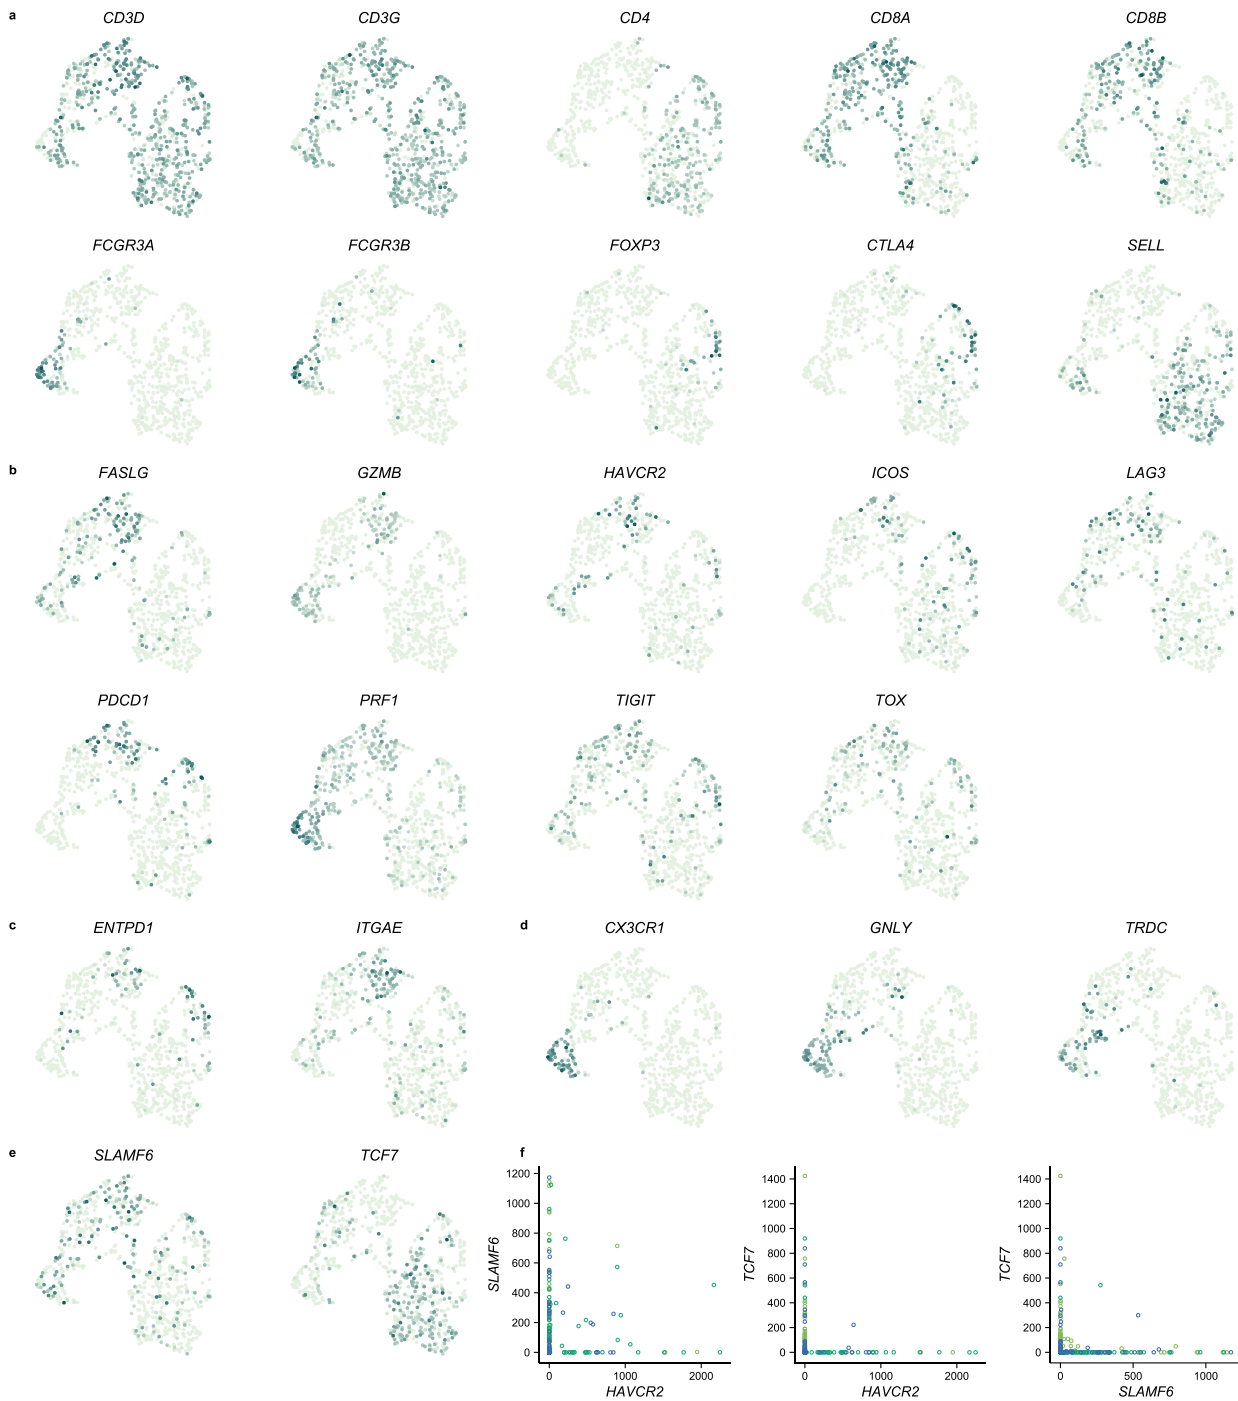 a
CD3D CD3G CD4 CD8A CD8B
FCGR3A FCGR3B FOXP3 CTLA4 SELL
b
FASLG GZMB HAVCR2 ICOS LAG3
PDCD1 PRF1 TIGIT TOX
c d
ENTPD1 ITGAE CX3CR1 GNLY TRDC
e f
SLAMF6 TCF7
SLAMF6
1200
1000
800
600
400
200
0
0 1000 2000
HAVCR2
TCF7
1400
1200
1000
800
600
400
200
0
0 1000 2000
HAVCR2
TCF7
1400
1200
1000
800
600
400
200
0
0 500 1000
SLAMF6